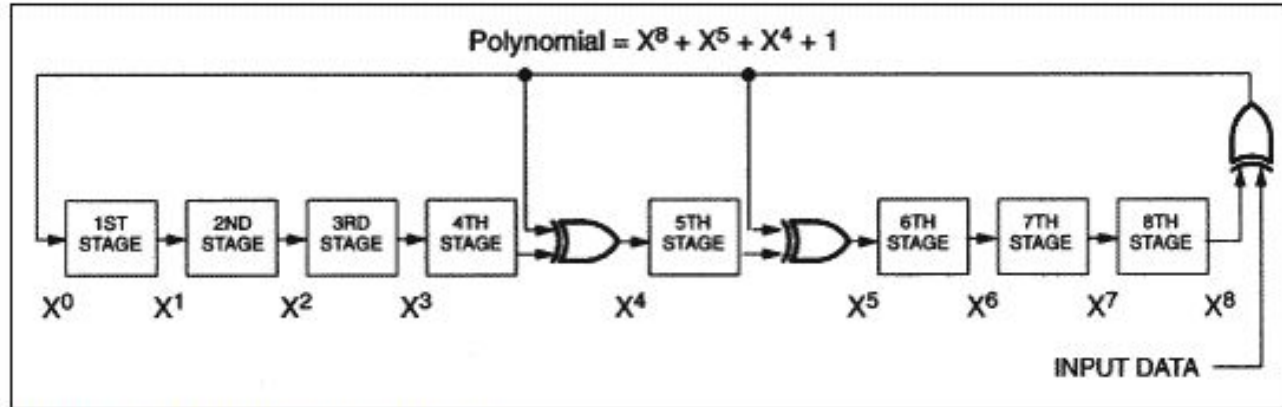 Polynomial = X⁸ + X⁵ + X⁴ + 1
1ST
STAGE
2ND
STAGE
3RD
STAGE
4TH
STAGE
5TH
STAGE
6TH
STAGE
7TH
STAGE
8TH
STAGE
X⁰ X¹ X² X³ X⁴ X⁵ X⁶ X⁷ X⁸
INPUT DATA